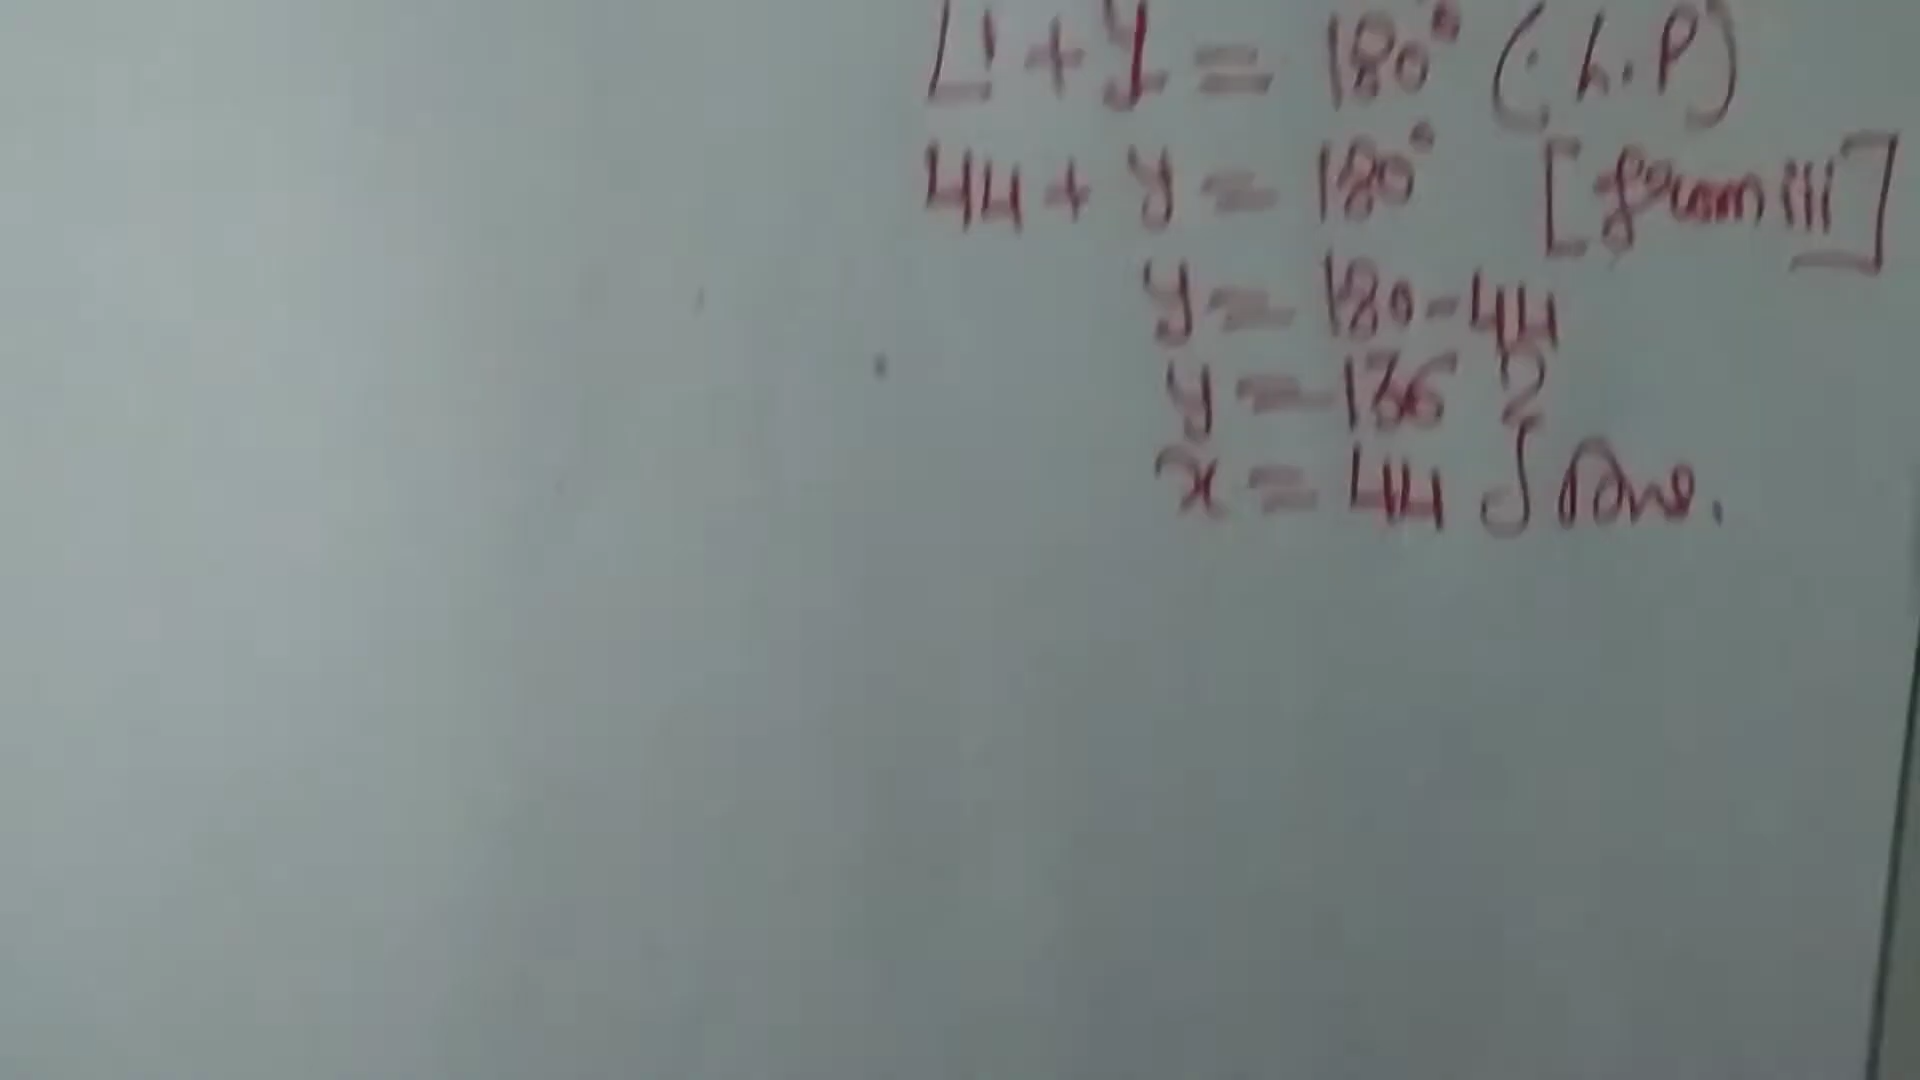 ∠1 + y = 180° (∵ L.P)
44 + y = 180° [from iii]
y = 180 - 44
y = 136 }
x = 44 } Ans.